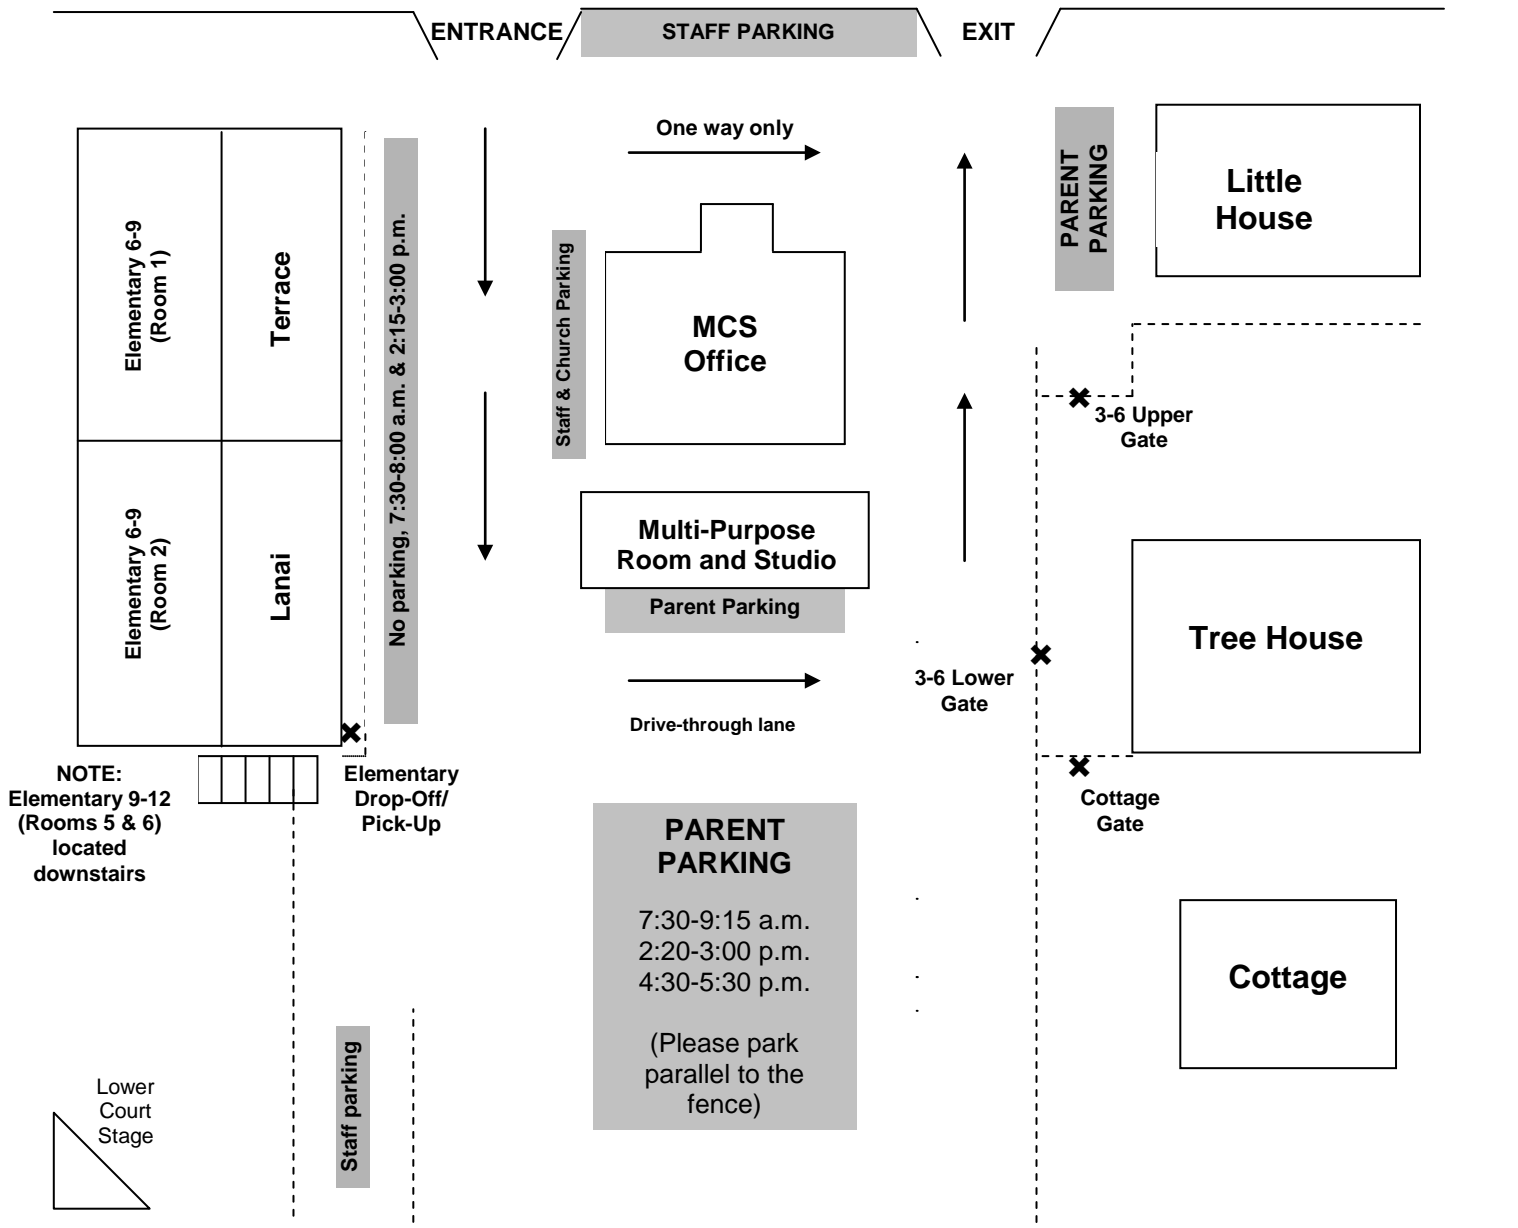 ENTRANCE
STAFF PARKING
EXIT
One way only
PARENT
PARKING
Little
House
Elementary 6-9
(Room 1)
Terrace
No parking, 7:30-8:00 a.m. & 2:15-3:00 p.m.
Staff & Church Parking
MCS
Office
3-6 Upper
Gate
Elementary 6-9
(Room 2)
Lanai
Multi-Purpose
Room and Studio
Parent Parking
Tree House
3-6 Lower
Gate
Drive-through lane
NOTE:
Elementary 9-12
(Rooms 5 & 6)
located
downstairs
Elementary
Drop-Off/
Pick-Up
Cottage
Gate
PARENT
PARKING
7:30-9:15 a.m.
2:20-3:00 p.m.
4:30-5:30 p.m.
(Please park
parallel to the
fence)
Cottage
Staff parking
Lower
Court
Stage